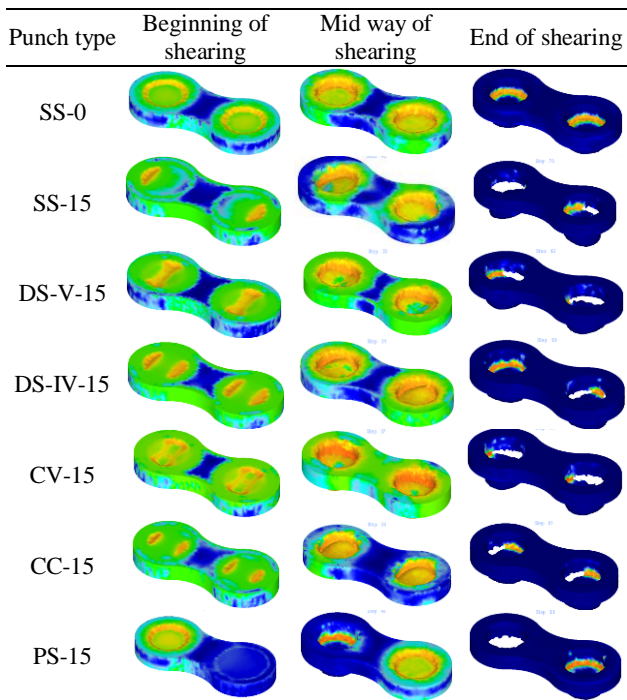 Punch type
Beginning of shearing
Mid way of shearing
End of shearing
SS-0
SS-15
DS-V-15
DS-IV-15
CV-15
CC-15
PS-15